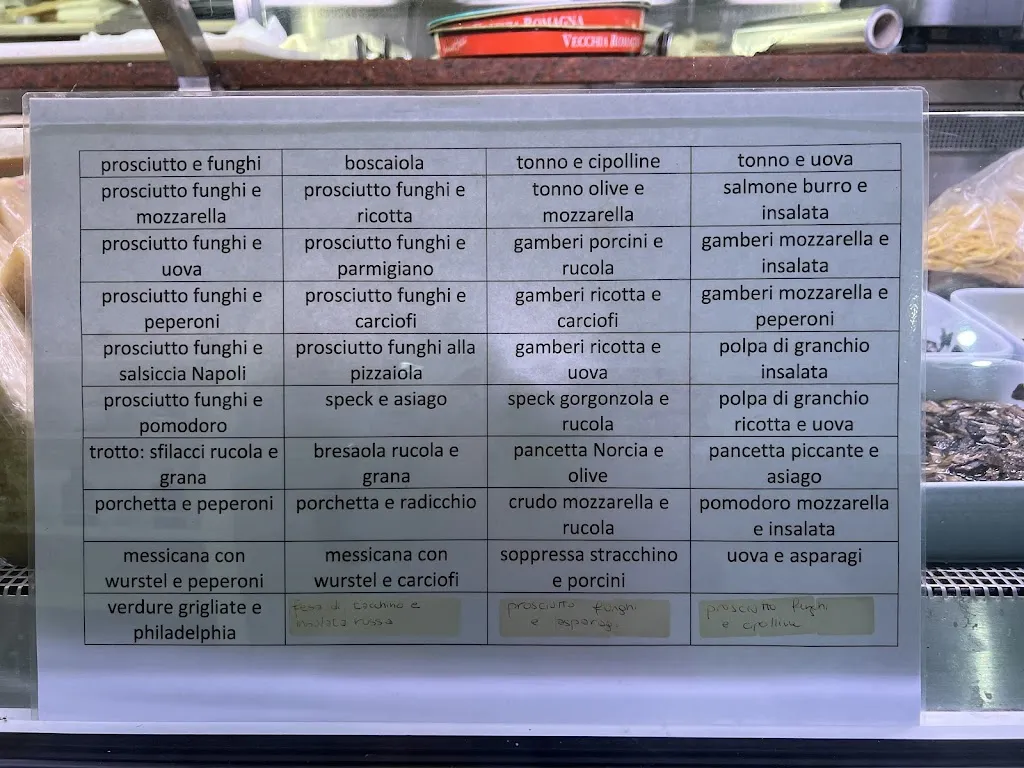 ROMAGNA
VECCHIA ROMAGNA
prosciutto e funghi
boscaiola
tonno e cipolline
tonno e uova
prosciutto funghi e
mozzarella
prosciutto funghi e
ricotta
tonno olive e
mozzarella
salmone burro e
insalata
prosciutto funghi e
uova
prosciutto funghi e
parmigiano
gamberi porcini e
rucola
gamberi mozzarella e
insalata
prosciutto funghi e
peperoni
prosciutto funghi e
carciofi
gamberi ricotta e
carciofi
gamberi mozzarella e
peperoni
prosciutto funghi e
salsiccia Napoli
prosciutto funghi alla
pizzaiola
gamberi ricotta e
uova
polpa di granchio
insalata
prosciutto funghi e
pomodoro
speck e asiago
speck gorgonzola e
rucola
polpa di granchio
ricotta e uova
trotto: sfilacci rucola e
grana
bresaola rucola e
grana
pancetta Norcia e
olive
pancetta piccante e
asiago
porchetta e peperoni
porchetta e radicchio
crudo mozzarella e
rucola
pomodoro mozzarella
e insalata
messicana con
wurstel e peperoni
messicana con
wurstel e carciofi
soppressa stracchino
e porcini
uova e asparagi
verdure grigliate e
philadelphia
fesa di tacchino e
insalata russa
prosciutto funghi
e asparagi
prosciutto funghi
e cipolline